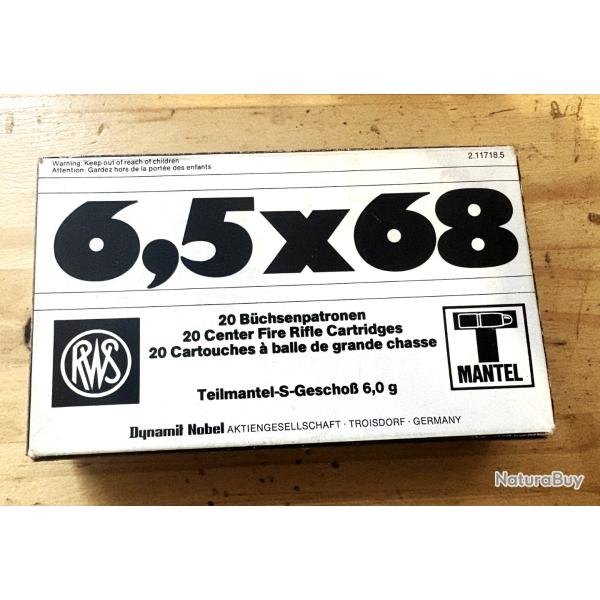 Warning: Keep out of reach of children
Attention: Gardez hors de la portée des enfants
2.11718.5
6,5x68
20 Büchsenpatronen
20 Center Fire Rifle Cartridges
20 Cartouches à balle de grande chasse
RWS
T
MANTEL
Teilmantel-S-Geschoß 6,0 g
Dynamit Nobel AKTIENGESELLSCHAFT · TROISDORF · GERMANY
NaturaBuy